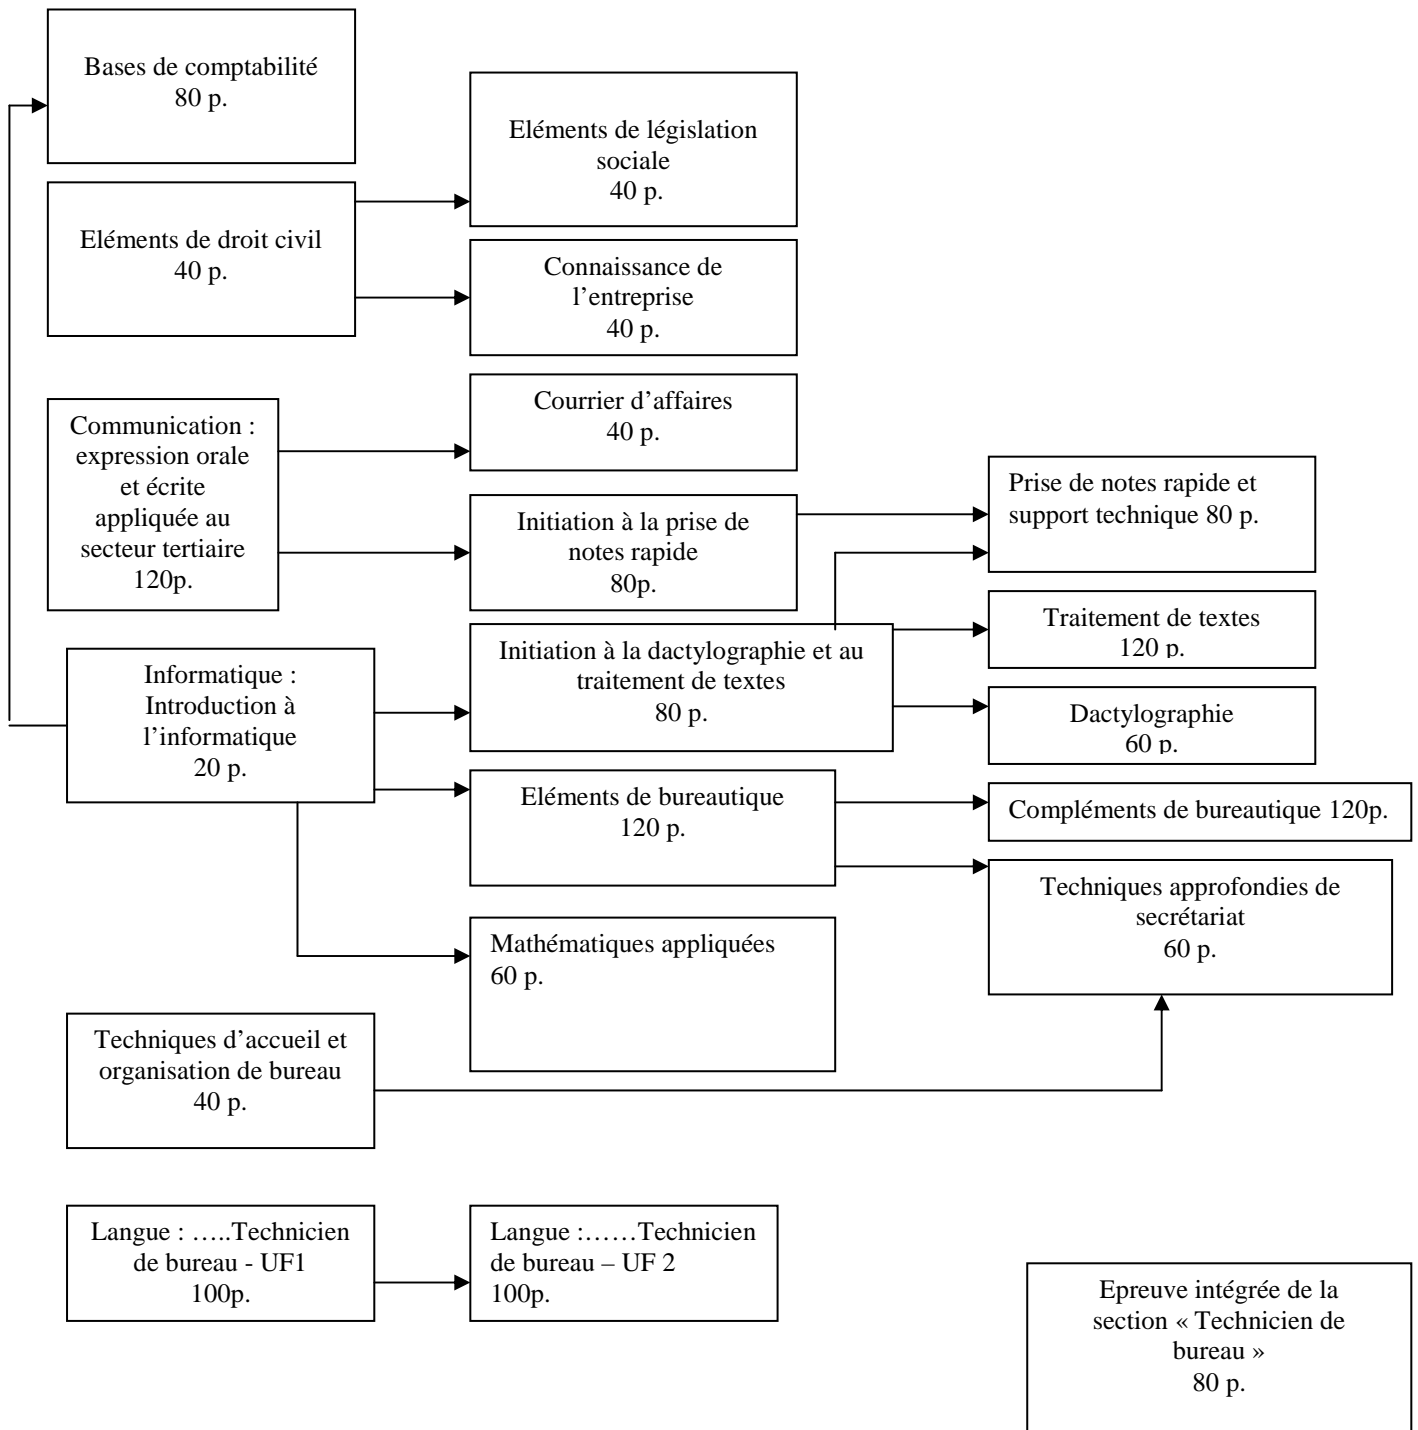 Bases de comptabilité
80 p.
Eléments de législation
sociale
40 p.
Eléments de droit civil
40 p.
Connaissance de
l’entreprise
40 p.
Courrier d’affaires
40 p.
Communication :
expression orale
et écrite
appliquée au
secteur tertiaire
120p.
Initiation à la prise de
notes rapide
80p.
Prise de notes rapide et
support technique 80 p.
Traitement de textes
120 p.
Initiation à la dactylographie et au
traitement de textes
80 p.
Informatique :
Introduction à
l’informatique
20 p.
Dactylographie
60 p.
Eléments de bureautique
120 p.
Compléments de bureautique 120p.
Techniques approfondies de
secrétariat
60 p.
Mathématiques appliquées
60 p.
Techniques d’accueil et
organisation de bureau
40 p.
Langue : …..Technicien
de bureau - UF1
100p.
Langue :……Technicien
de bureau – UF 2
100p.
Epreuve intégrée de la
section « Technicien de
bureau »
80 p.